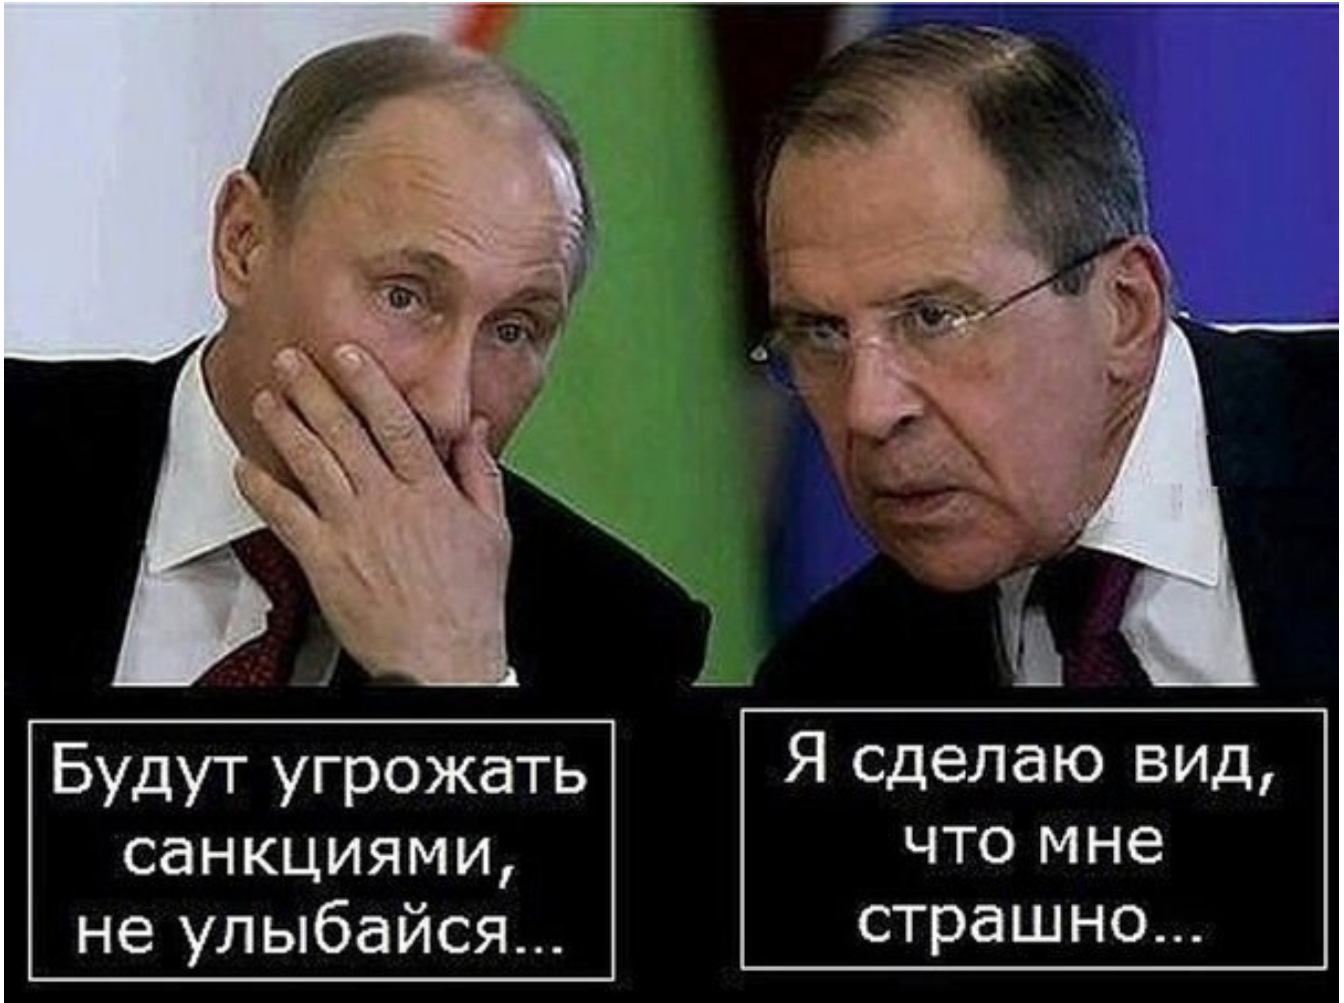 Будут угрожать
санкциями,
не улыбайся...
Я сделаю вид,
что мне
страшно...